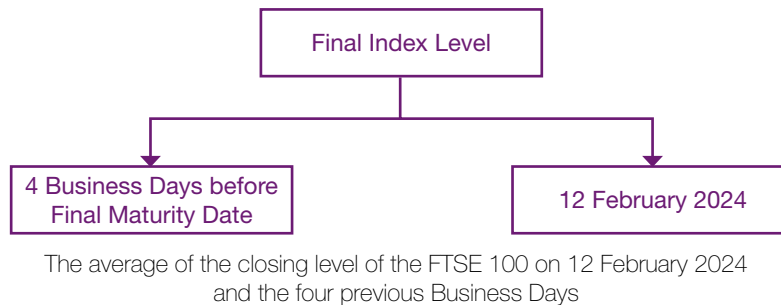 Final Index Level
4 Business Days before
Final Maturity Date
12 February 2024
The average of the closing level of the FTSE 100 on 12 February 2024
and the four previous Business Days